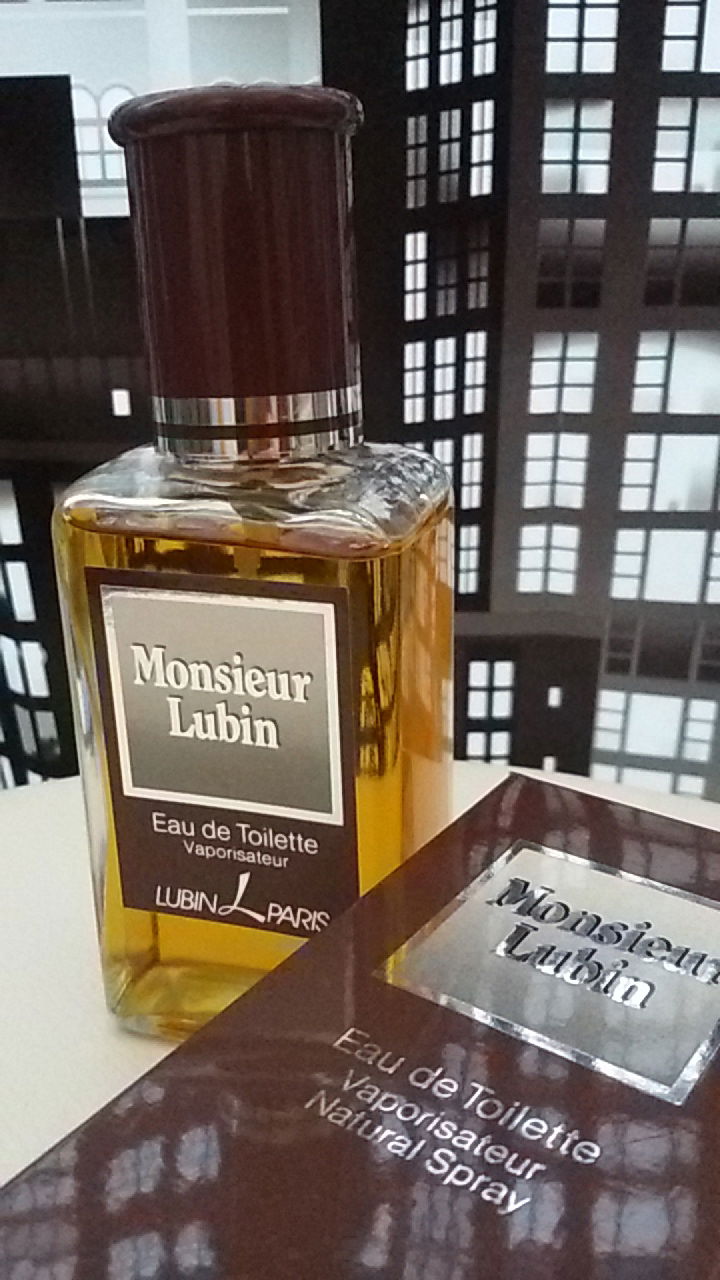 Monsieur
Lubin
Eau de Toilette
Vaporisateur
LUBIN L PARIS
Monsieur
Lubin
Eau de Toilette
Vaporisateur
Natural Spray